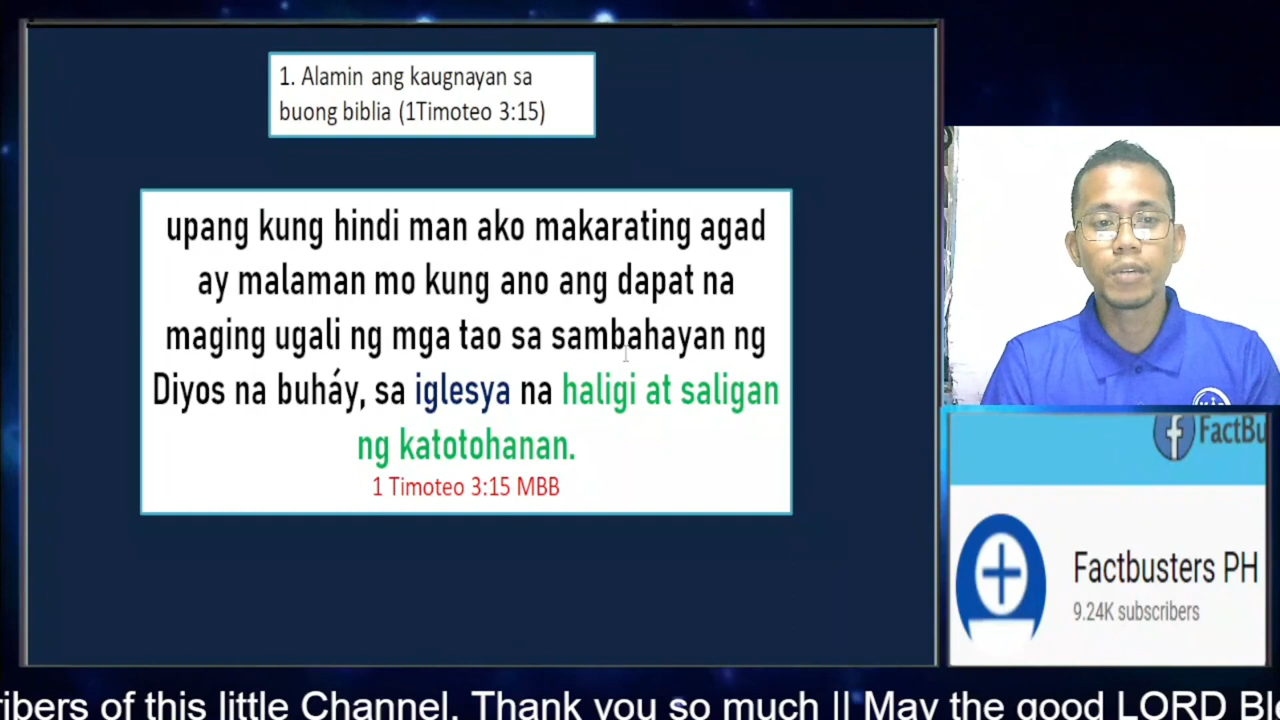 1. Alamin ang kaugnayan sa
buong biblia (1Timoteo 3:15)
upang kung hindi man ako makarating agad
ay malaman mo kung ano ang dapat na
maging ugali ng mga tao sa sambahayan ng
Diyos na buháy, sa iglesya na haligi at saligan
ng katotohanan.
1 Timoteo 3:15 MBB
FactBu
Factbusters PH
9.24K subscribers
ribers of this little Channel. Thank you so much || May the good LORD Ble